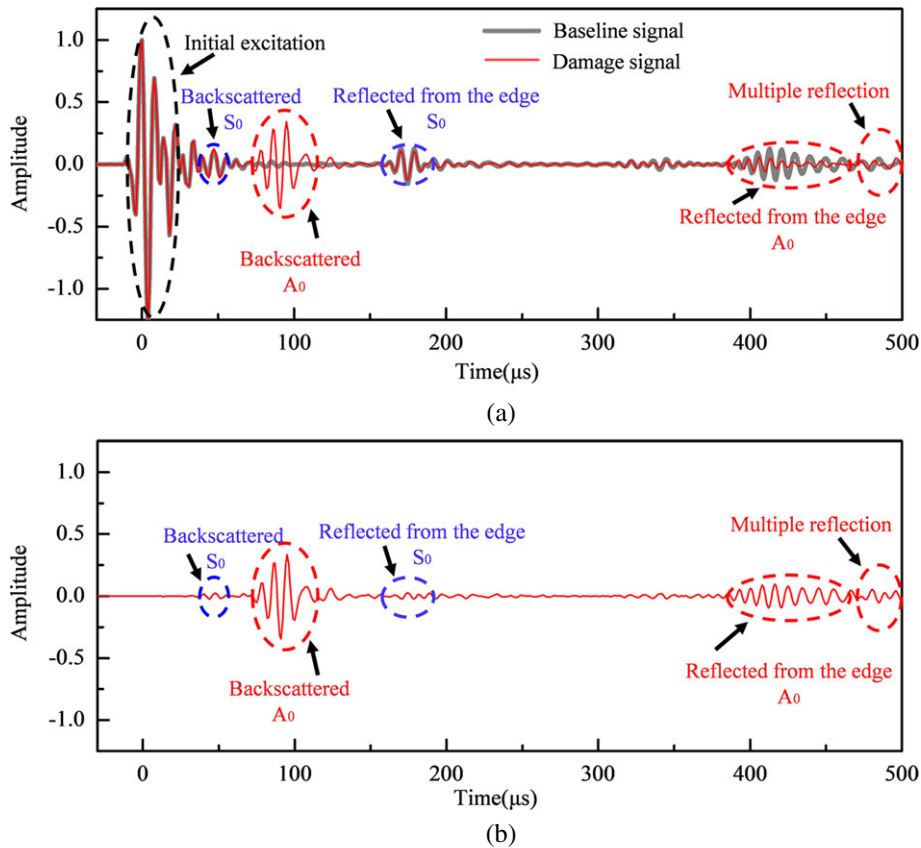 1.0
0.5
0.0
-0.5
-1.0
Amplitude
Initial excitation
Baseline signal
Damage signal
Backscattered
S0
Reflected from the edge
S0
Multiple reflection
Backscattered
A0
Reflected from the edge
A0
0 100 200 300 400 500
Time(μs)
(a)
1.0
0.5
0.0
-0.5
-1.0
Amplitude
Backscattered
S0
Reflected from the edge
S0
Multiple reflection
Backscattered
A0
Reflected from the edge
A0
0 100 200 300 400 500
Time(μs)
(b)